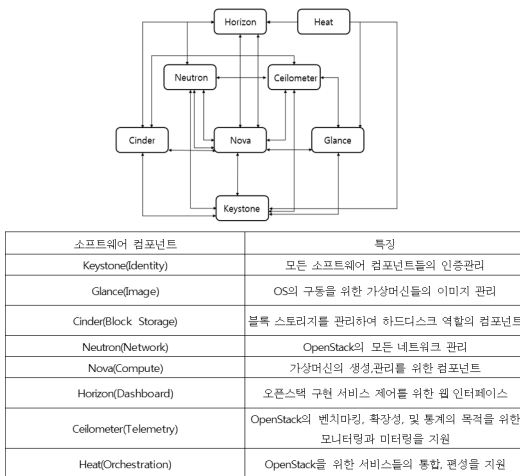 Horizon
Heat
Neutron
Ceilometer
Cinder
Nova
Glance
Keystone
소프트웨어 컴포넌트 특징
Keystone(Identity) 모든 소프트웨어 컴포넌트들의 인증관리
Glance(Image) OS의 구동을 위한 가상머신들의 이미지 관리
Cinder(Block Storage) 블록 스토리지를 관리하여 하드디스크 역할의 컴포넌트
Neutron(Network) OpenStack의 모든 네트워크 관리
Nova(Compute) 가상머신의 생성,관리를 위한 컴포넌트
Horizon(Dashboard) 오픈스택 구현 서비스 제어를 위한 웹 인터페이스
Ceilometer(Telemetry) OpenStack의 벤치마킹, 확장성, 및 통계의 목적을 위한
모니터링과 미터링을 지원
Heat(Orchestration) OpenStack을 위한 서비스들의 통합, 편성을 지원